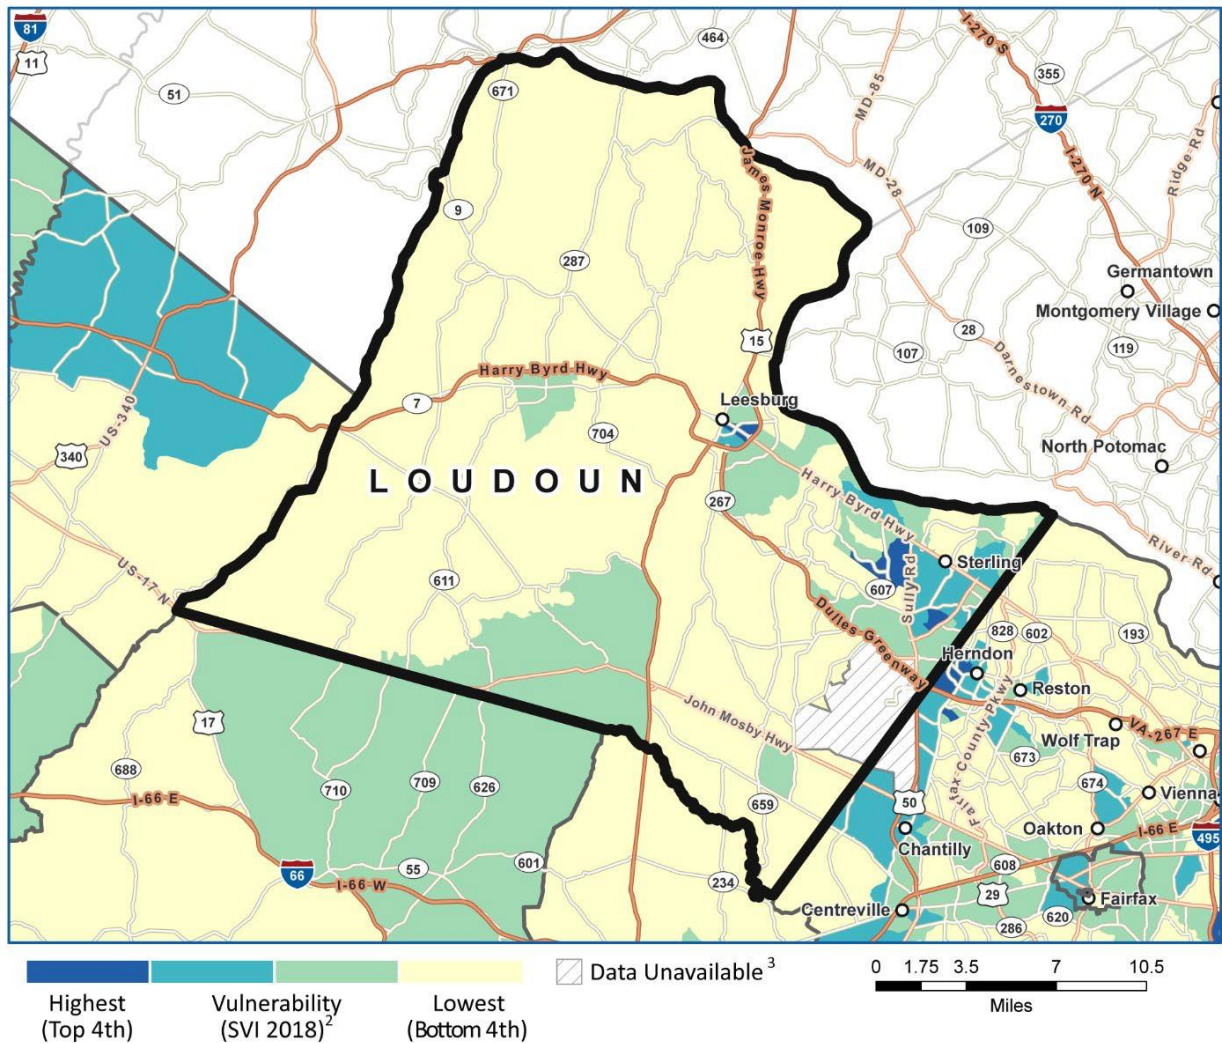 81
11
464
I-270 S
355
51
671
MD-85
270
MD-28
I-270 N
Ridge Rd
James Monroe Hwy
9
109
287
Germantown
Montgomery Village
28
15
107
119
Harry Byrd Hwy
Darnestown Rd
US-340
7
Leesburg
704
340
North Potomac
LOUDOUN
267
Harry Byrd Hwy
US-17 N
Sterling
River Rd
611
607
Sully Rd
Dulles Greenway
828
602
193
Herndon
Reston
17
John Mosby Hwy
Fairfax County Pkwy
VA-267 E
Wolf Trap
673
688
710
709
626
659
674
50
Vienna
I-66 E
Oakton
I-66 E
495
Chantilly
601
608
66
55
234
I-66 W
29
Fairfax
Centreville
620
286
Data Unavailable3
0 1.75 3.5 7 10.5
Miles
Highest
(Top 4th)
Vulnerability
(SVI 2018)2
Lowest
(Bottom 4th)